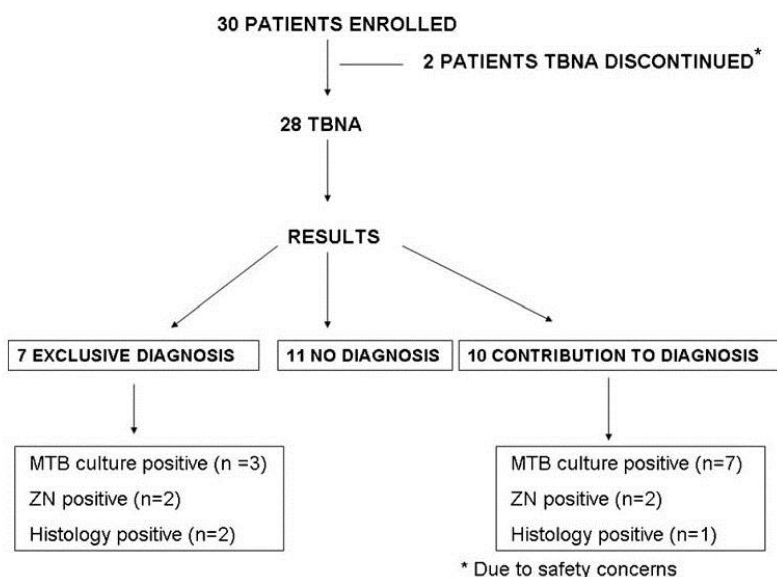 30 PATIENTS ENROLLED
2 PATIENTS TBNA DISCONTINUED*
28 TBNA
RESULTS
7 EXCLUSIVE DIAGNOSIS
11 NO DIAGNOSIS
10 CONTRIBUTION TO DIAGNOSIS
MTB culture positive (n =3)
ZN positive (n=2)
Histology positive (n=2)
MTB culture positive (n=7)
ZN positive (n=2)
Histology positive (n=1)
* Due to safety concerns